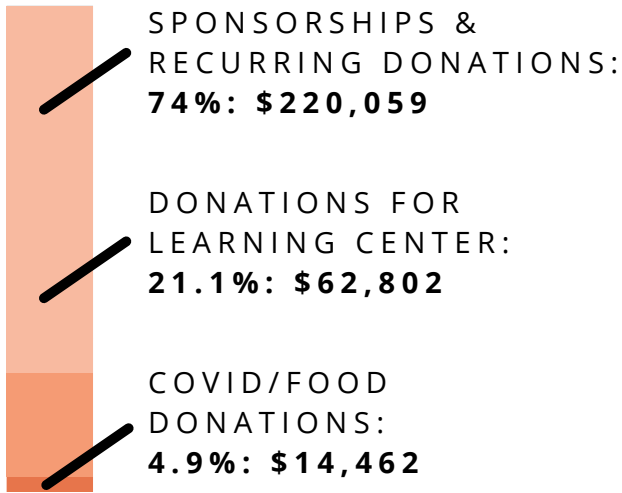 SPONSORSHIPS &
RECURRING DONATIONS:
74%: $220,059
DONATIONS FOR
LEARNING CENTER:
21.1%: $62,802
COVID/FOOD
DONATIONS:
4.9%: $14,462